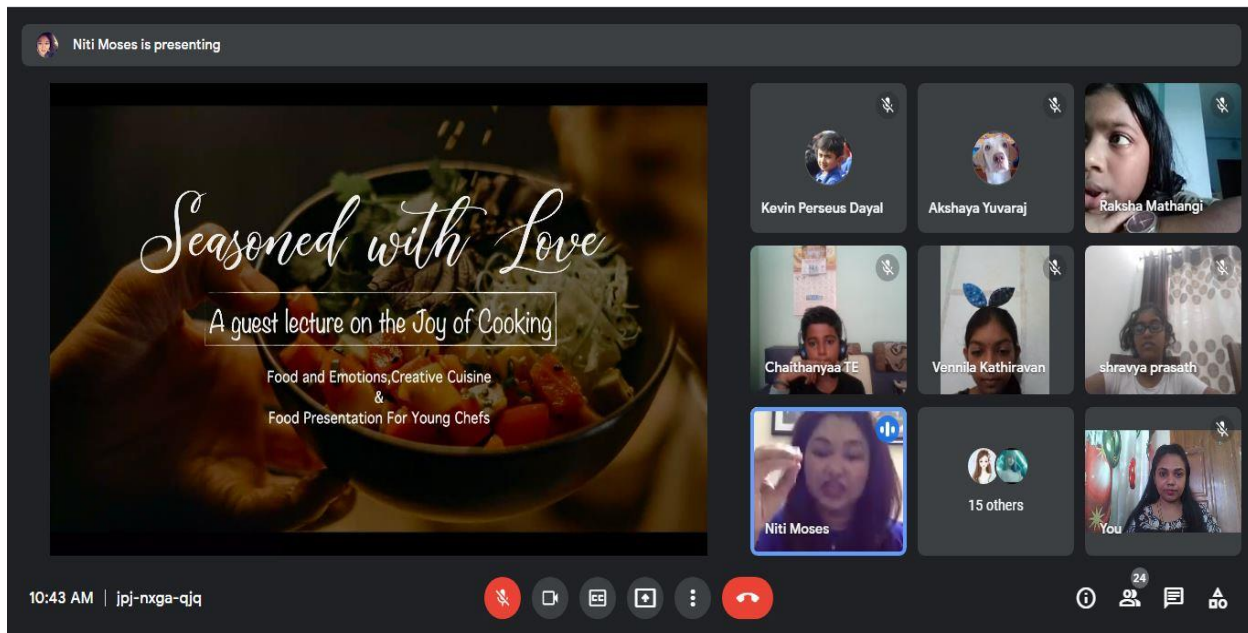 Niti Moses is presenting
Seasoned with Love
A guest lecture on the Joy of Cooking
Food and Emotions,Creative Cuisine
&
Food Presentation For Young Chefs
Kevin Perseus Dayal
Akshaya Yuvaraj
Raksha Mathangi
Chaithanyaa TE
Vennila Kathiravan
shravya prasath
Niti Moses
15 others
You
10:43 AM | jpj-nxga-qjq
CC
24